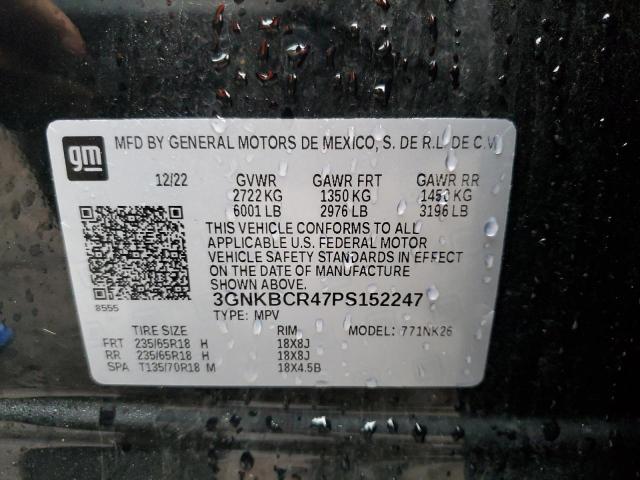 gm MFD BY GENERAL MOTORS DE MEXICO, S. DE R.L. DE C.V.
12/22 GVWR GAWR FRT GAWR RR
2722 KG 1350 KG 1450 KG
6001 LB 2976 LB 3196 LB
THIS VEHICLE CONFORMS TO ALL
APPLICABLE U.S. FEDERAL MOTOR
VEHICLE SAFETY STANDARDS IN EFFECT
ON THE DATE OF MANUFACTURE
SHOWN ABOVE.
8555
3GNKBCR47PS152247
TYPE: MPV
TIRE SIZE RIM MODEL: 771NK26
FRT 235/65R18 H 18X8J
RR 235/65R18 H 18X8J
SPA T135/70R18 M 18X4.5B